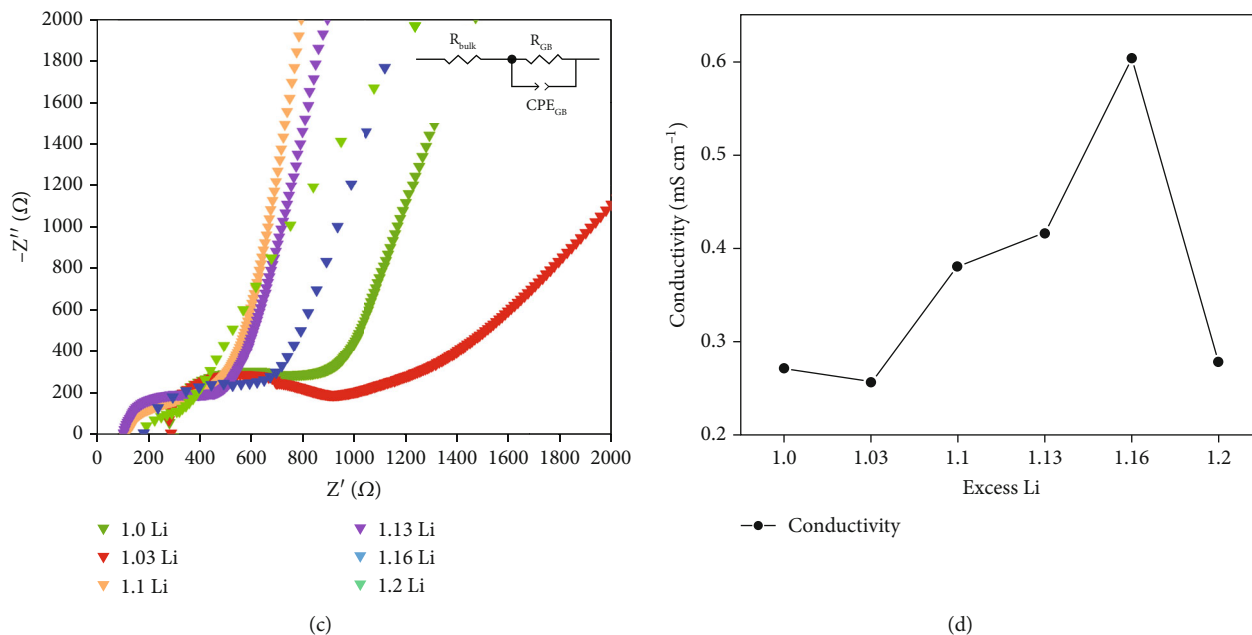 2000
1800
1600
1400
1200
1000
800
600
400
200
0
−Z′′ (Ω)
R_bulk
R_GB
CPE_GB
0 200 400 600 800 1000 1200 1400 1600 1800 2000
Z′ (Ω)
1.0 Li
1.03 Li
1.1 Li
1.13 Li
1.16 Li
1.2 Li
(c)
0.6
0.5
0.4
0.3
0.2
Conductivity (mS cm⁻¹)
1.0 1.03 1.1 1.13 1.16 1.2
Excess Li
Conductivity
(d)